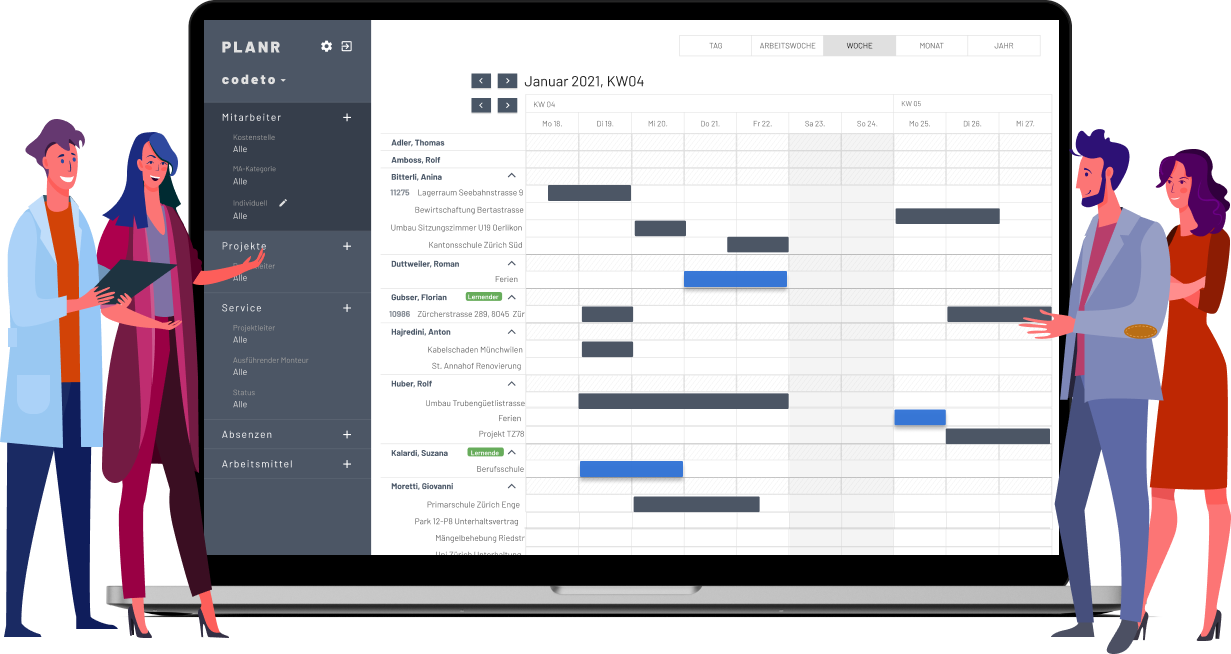 PLANR
codeto
Mitarbeiter
Kostenstelle
Alle
MA-Kategorie
Alle
Individuell
Alle
Projekte
Alle
Service
Projektleiter
Alle
Ausführender Monteur
Alle
Status
Alle
Absenzen
Arbeitsmittel
TAG ARBEITSWOCHE WOCHE MONAT JAHR
Januar 2021, KW04
KW 04 KW 05
Mo 18. Di 19. Mi 20. Do 21. Fr 22. Sa 23. So 24. Mo 25. Di 26. Mi 27.
Adler, Thomas
Amboss, Rolf
Bitterli, Anina
11275 Lagerraum Seebahnstrasse 9
Bewirtschaftung Bertastrasse
Umbau Sitzungszimmer U19 Oerlikon
Kantonsschule Zürich Süd
Duttweiler, Roman
Ferien
Gubser, Florian Lernender
10986 Zürcherstrasse 289, 8045 Zür
Hajredini, Anton
Kabelschaden Münchwilen
St. Annahof Renovierung
Huber, Rolf
Umbau Trubengüetlistrasse
Ferien
Projekt TZ78
Kalardi, Suzana Lernende
Berufsschule
Moretti, Giovanni
Primarschule Zürich Enge
Park 12-P8 Unterhaltsvertrag
Mängelbehebung Riedstr